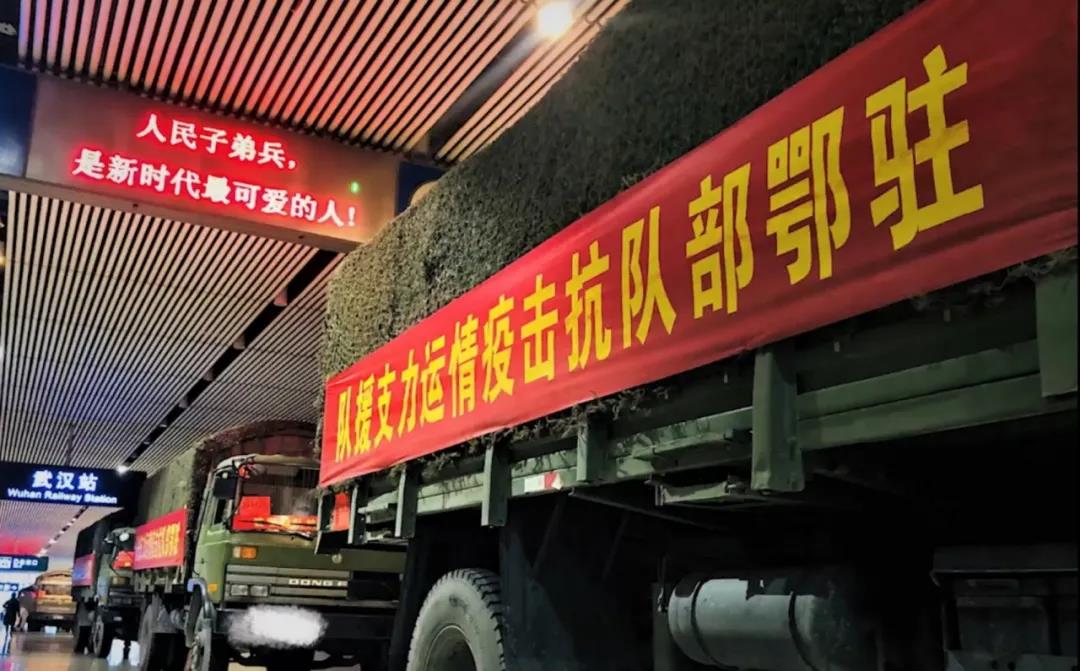 人民子弟兵，
是新时代最可爱的人！
驻鄂部队抗击疫情运力支援队
武汉站
Wuhan Railway Station
DONG F